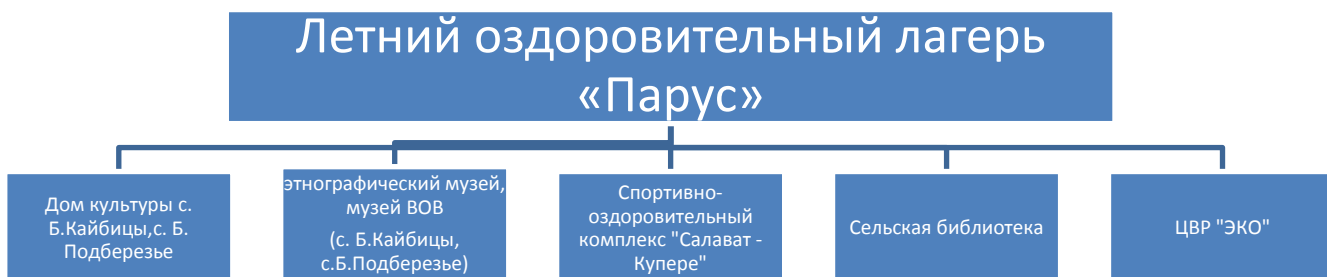 Летний оздоровительный лагерь
«Парус»
Дом культуры с.
Б.Кайбицы,с. Б.
Подберезье
этнографический музей,
музей ВОВ
(с. Б.Кайбицы,
с.Б.Подберезье)
Спортивно-
оздоровительный
комплекс "Салават -
Купере"
Сельская библиотека
ЦВР "ЭКО"